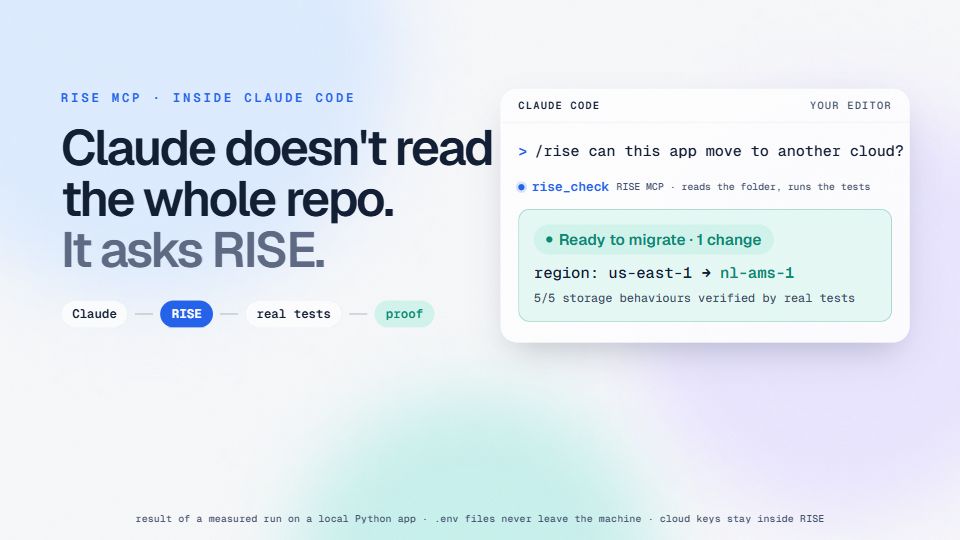 RISE MCP · INSIDE CLAUDE CODE
Claude doesn't read
the whole repo.
It asks RISE.
Claude
RISE
real tests
proof
CLAUDE CODE
YOUR EDITOR
> /rise can this app move to another cloud?
rise_check RISE MCP · reads the folder, runs the tests
• Ready to migrate · 1 change
region: us-east-1 → nl-ams-1
5/5 storage behaviours verified by real tests
result of a measured run on a local Python app · .env files never leave the machine · cloud keys stay inside RISE